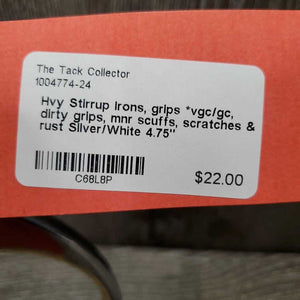 The Tack Collector
1004774-24
Hvy Stirrup Irons, grips *vgc/gc,
dirty grips, mnr scuffs, scratches &
rust Silver/White 4.75"
C68L8P
$22.00